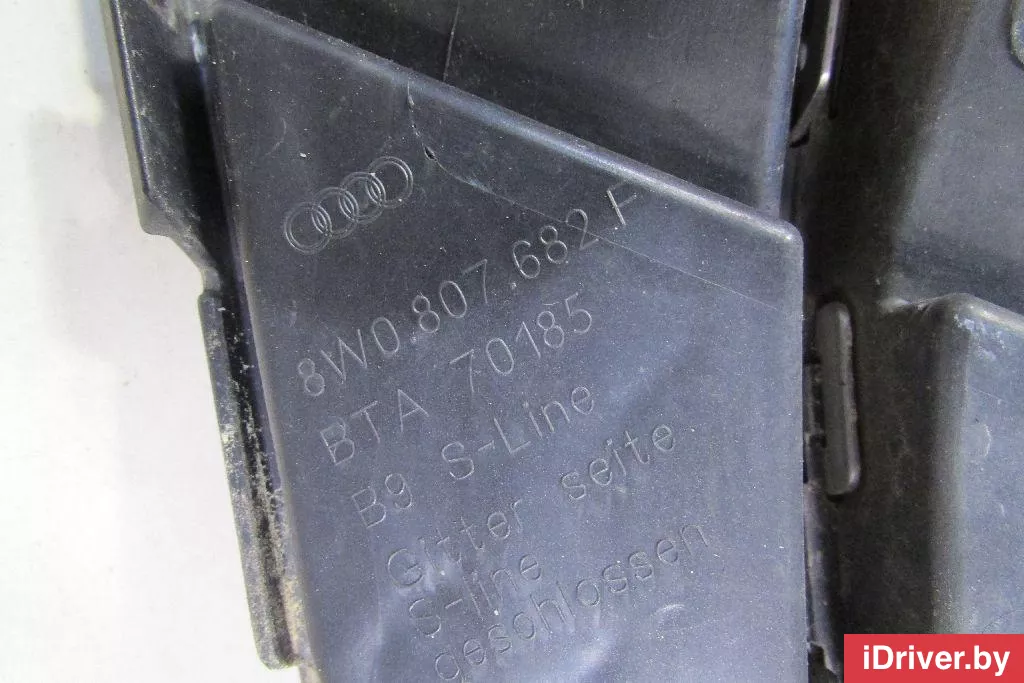 8W0.807.682.F
BTA 70185
B9 S-Line
Gitter seite
S-line
geschlossen
iDriver.by